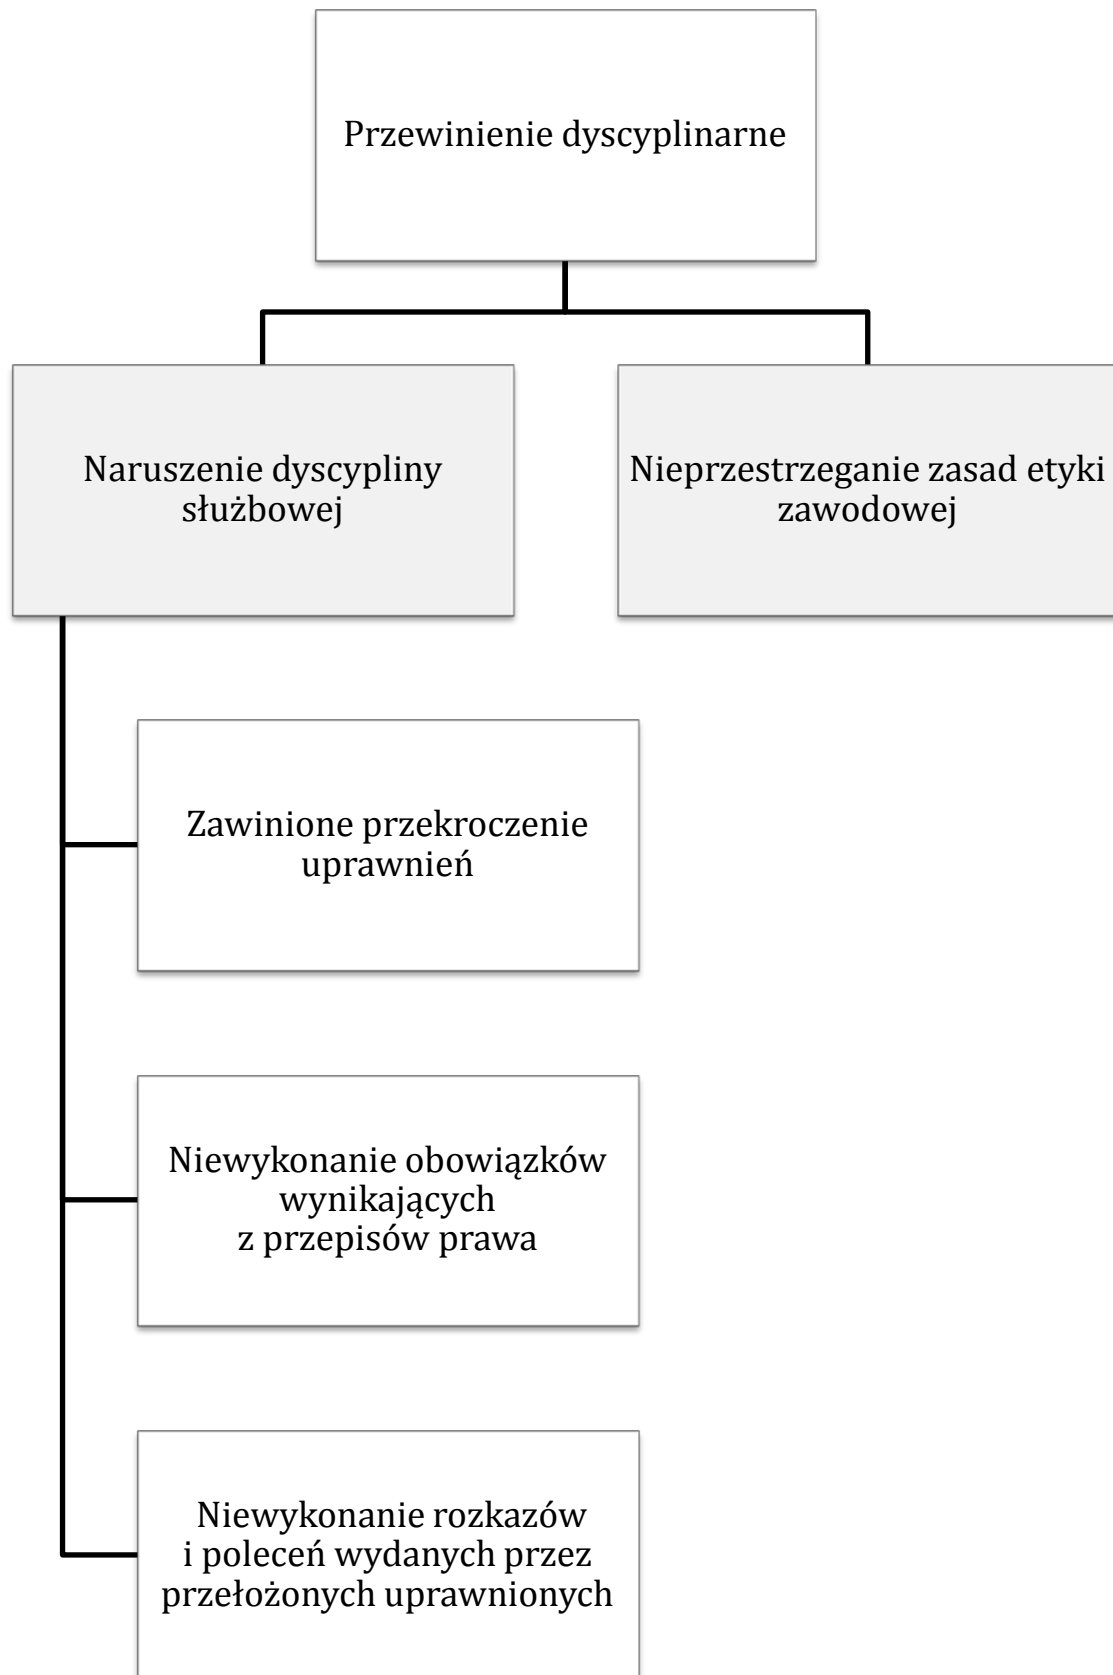 Przewinienie dyscyplinarne
Naruszenie dyscypliny
służbowej
Nieprzestrzeganie zasad etyki
zawodowej
Zawinione przekroczenie
uprawnień
Niewykonanie obowiązków
wynikających
z przepisów prawa
Niewykonanie rozkazów
i poleceń wydanych przez
przełożonych uprawnionych